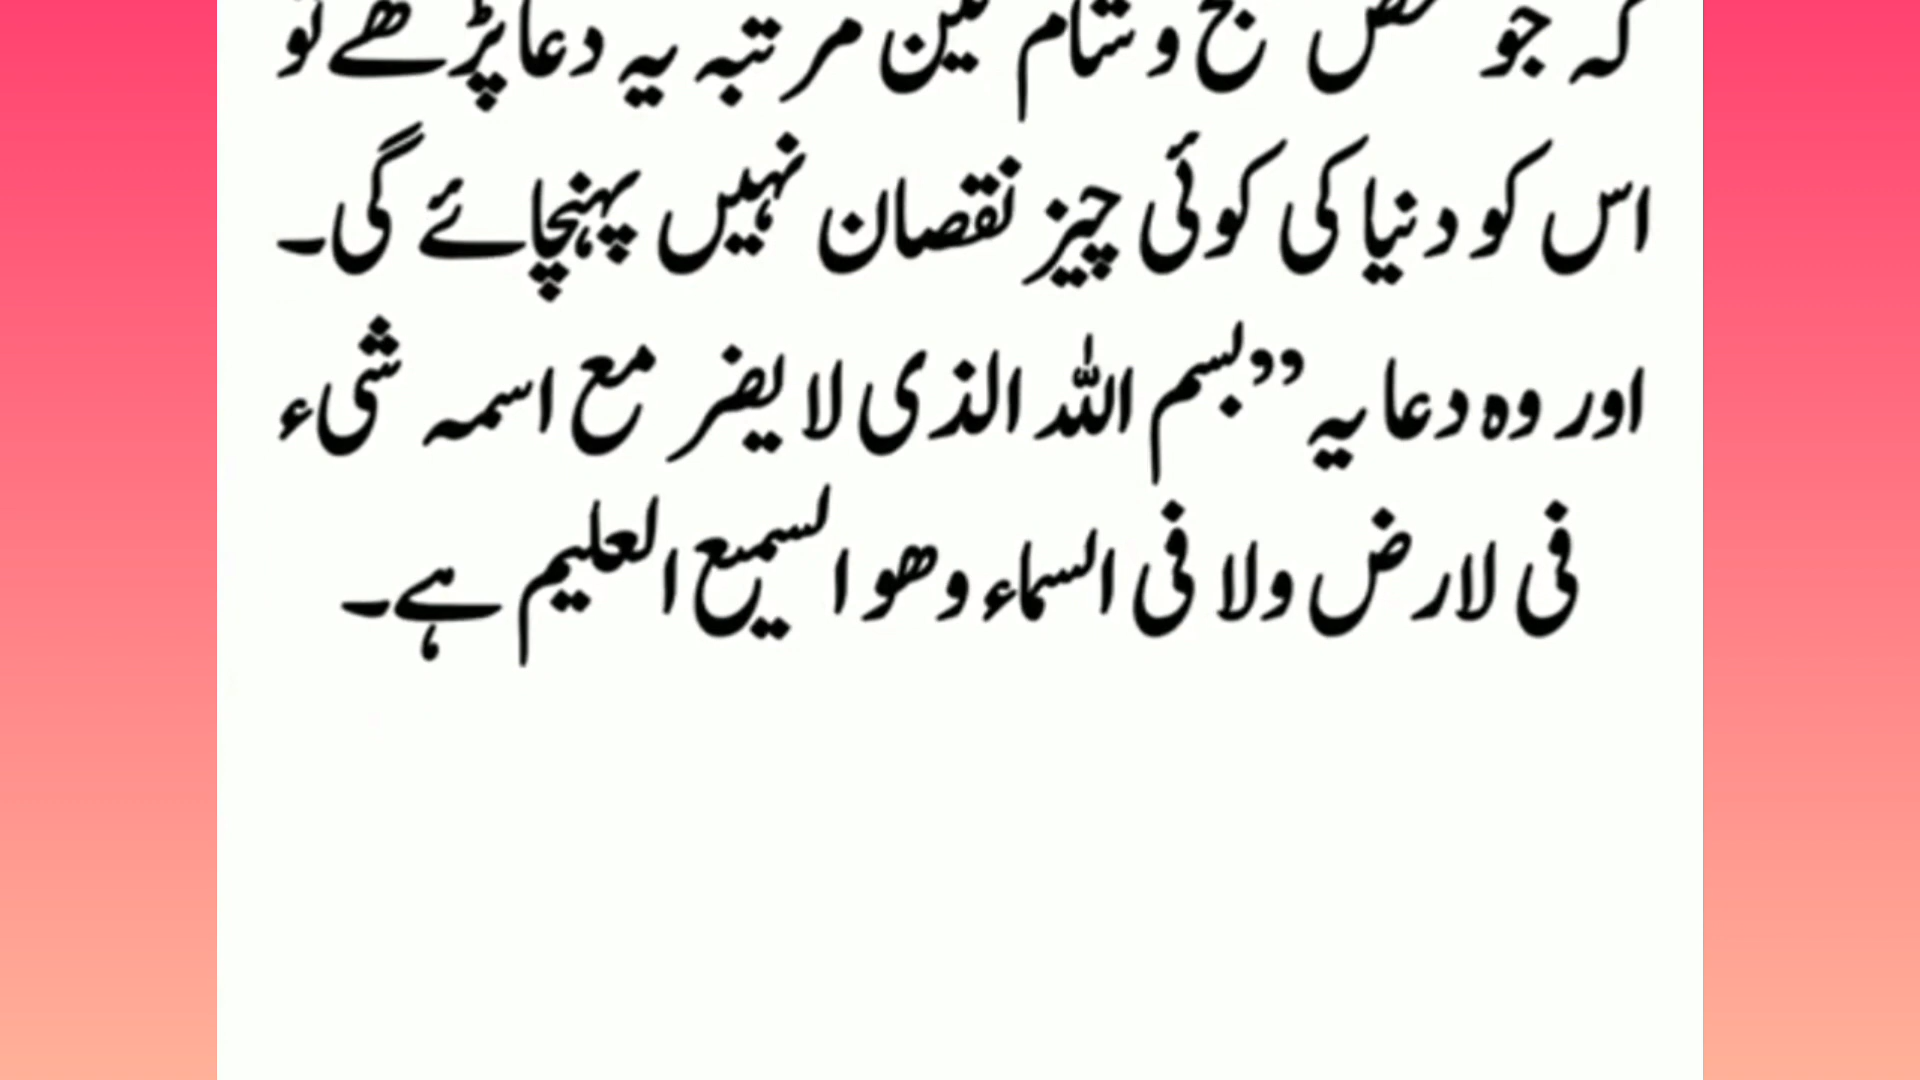 کہ جو شخص صبح و شام تین مرتبہ یہ دعا پڑھے تو
اس کو دنیا کی کوئی چیز نقصان نہیں پہنچائے گی۔
اور وہ دعا یہ ”بسم اللہ الذی لا یضر مع اسمہ شیء
فی لارض ولا فی السماء وھو السمیع العلیم ہے۔